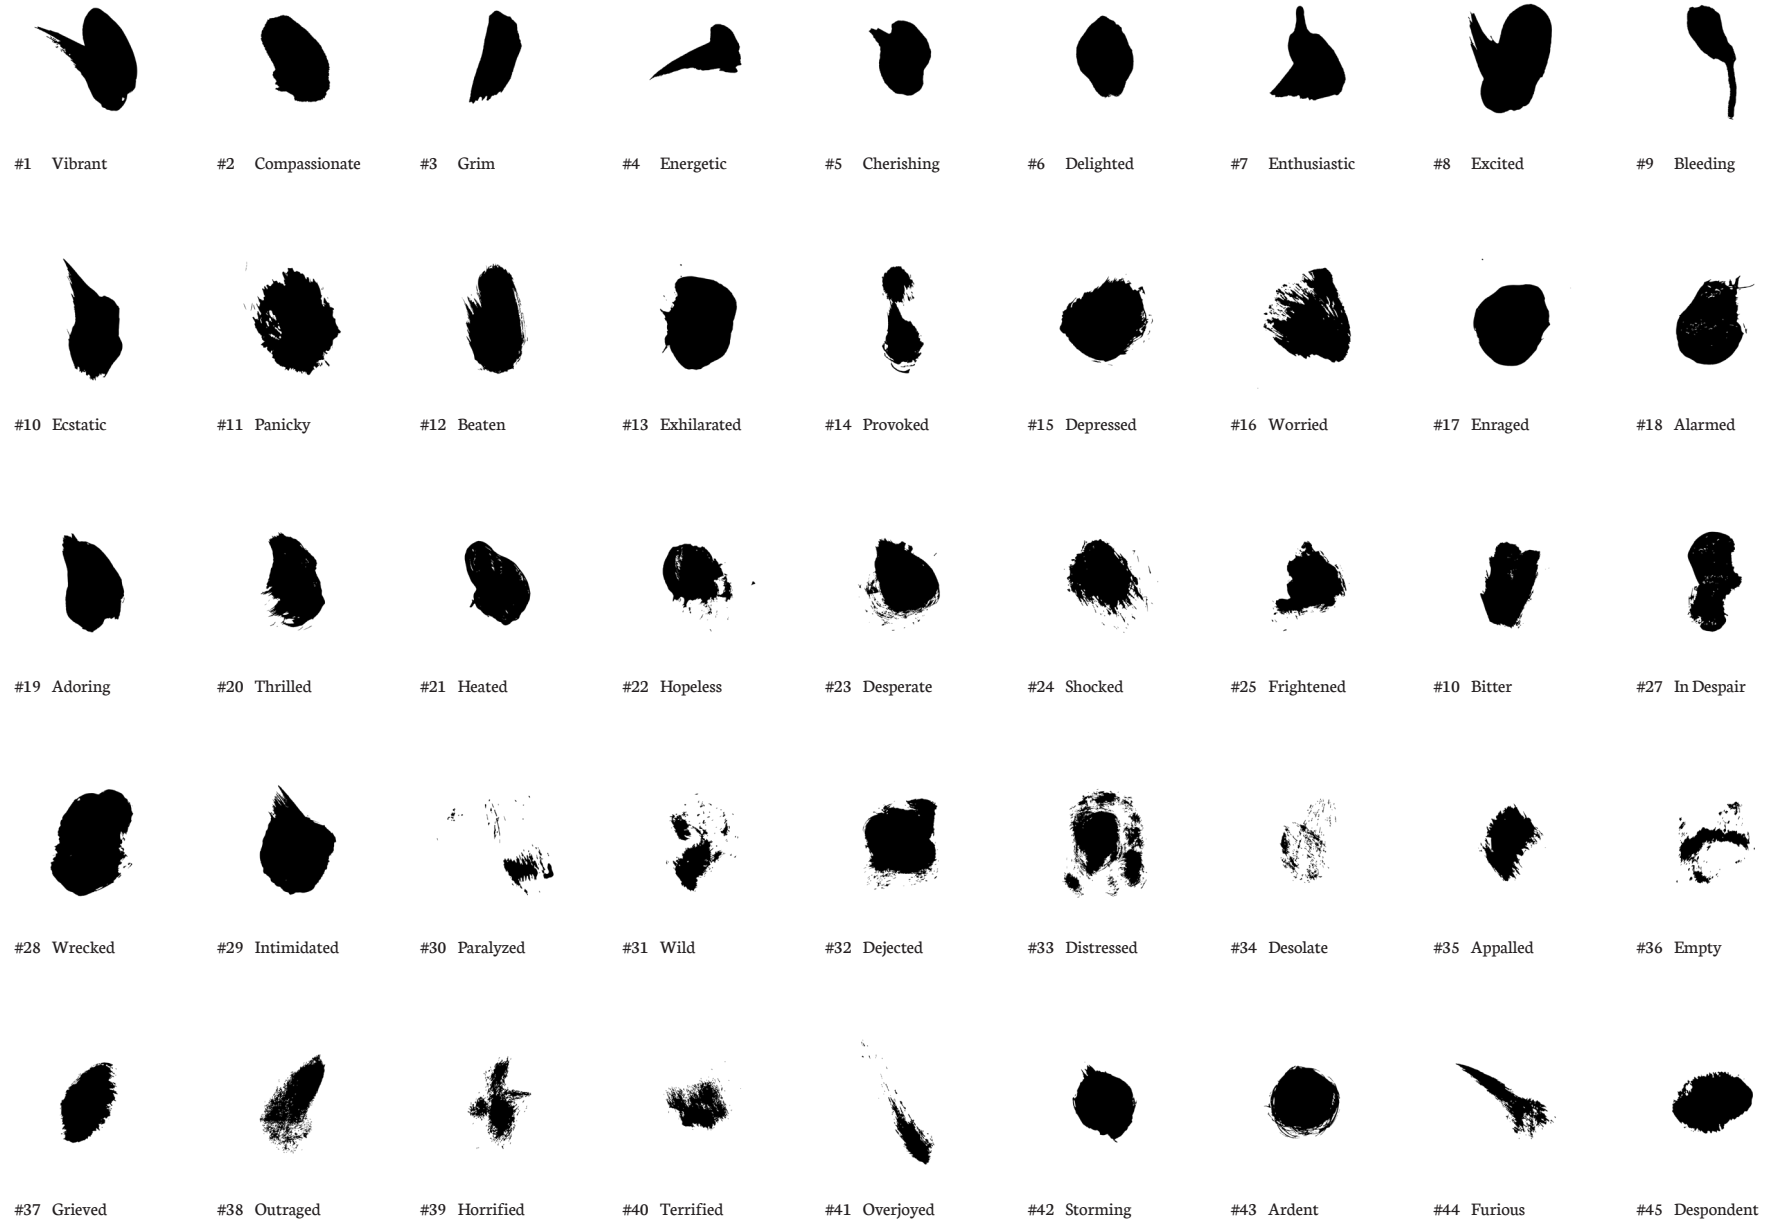 #1 Vibrant #2 Compassionate #3 Grim #4 Energetic #5 Cherishing #6 Delighted #7 Enthusiastic #8 Excited #9 Bleeding
#10 Ecstatic #11 Panicky #12 Beaten #13 Exhilarated #14 Provoked #15 Depressed #16 Worried #17 Enraged #18 Alarmed
#19 Adoring #20 Thrilled #21 Heated #22 Hopeless #23 Desperate #24 Shocked #25 Frightened #10 Bitter #27 In Despair
#28 Wrecked #29 Intimidated #30 Paralyzed #31 Wild #32 Dejected #33 Distressed #34 Desolate #35 Appalled #36 Empty
#37 Grieved #38 Outraged #39 Horrified #40 Terrified #41 Overjoyed #42 Storming #43 Ardent #44 Furious #45 Despondent